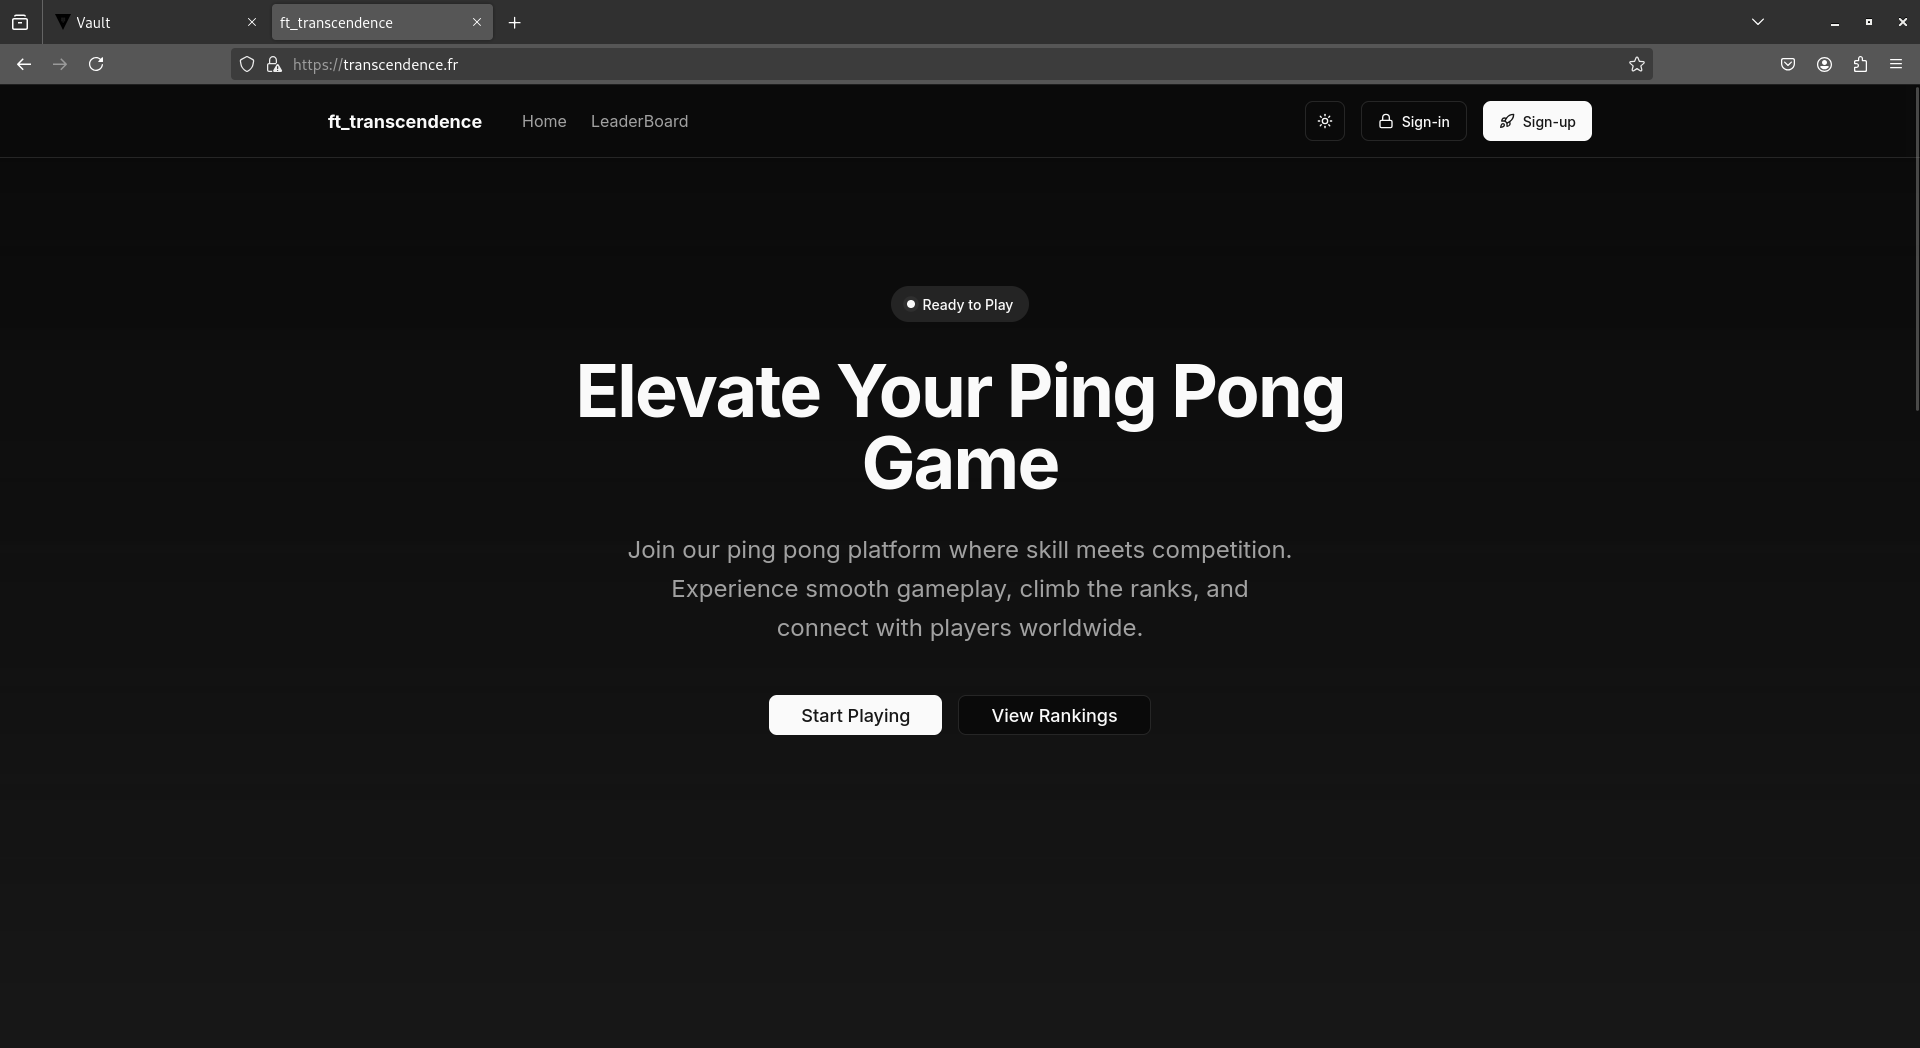 Vault
ft_transcendence
https://transcendence.fr
ft_transcendence
Home
LeaderBoard
Sign-in
Sign-up
Ready to Play
Elevate Your Ping Pong
Game
Join our ping pong platform where skill meets competition.
Experience smooth gameplay, climb the ranks, and
connect with players worldwide.
Start Playing
View Rankings